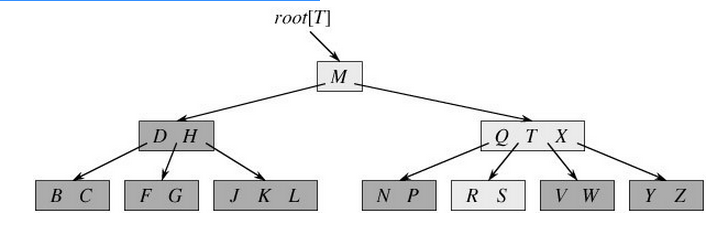 root[T]
M
D H
Q T X
B C
F G
J K L
N P
R S
V W
Y Z